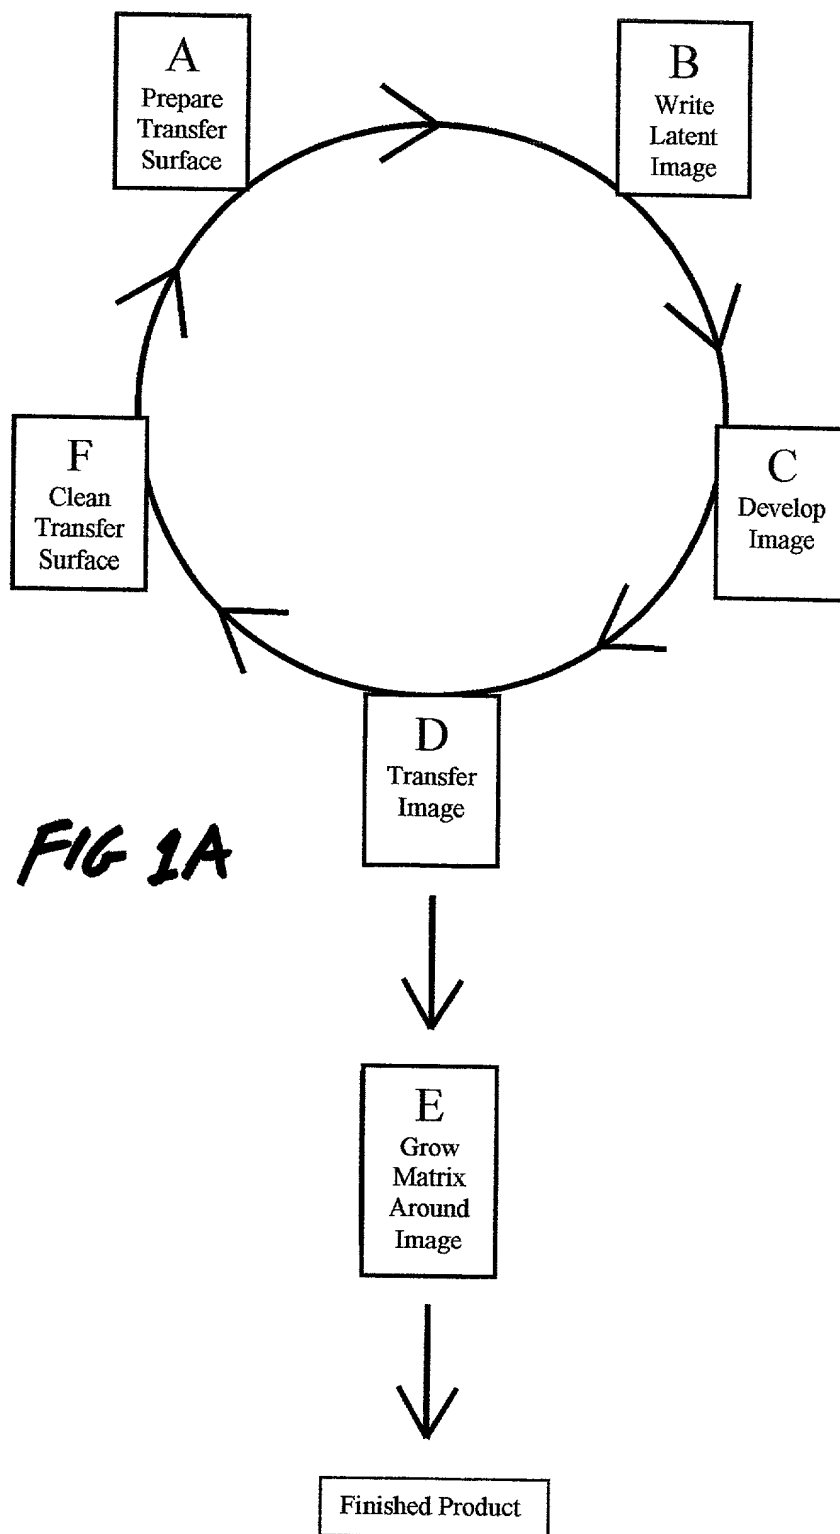 A
Prepare
Transfer
Surface
B
Write
Latent
Image
F
Clean
Transfer
Surface
C
Develop
Image
D
Transfer
Image
FIG 1A
E
Grow
Matrix
Around
Image
Finished Product